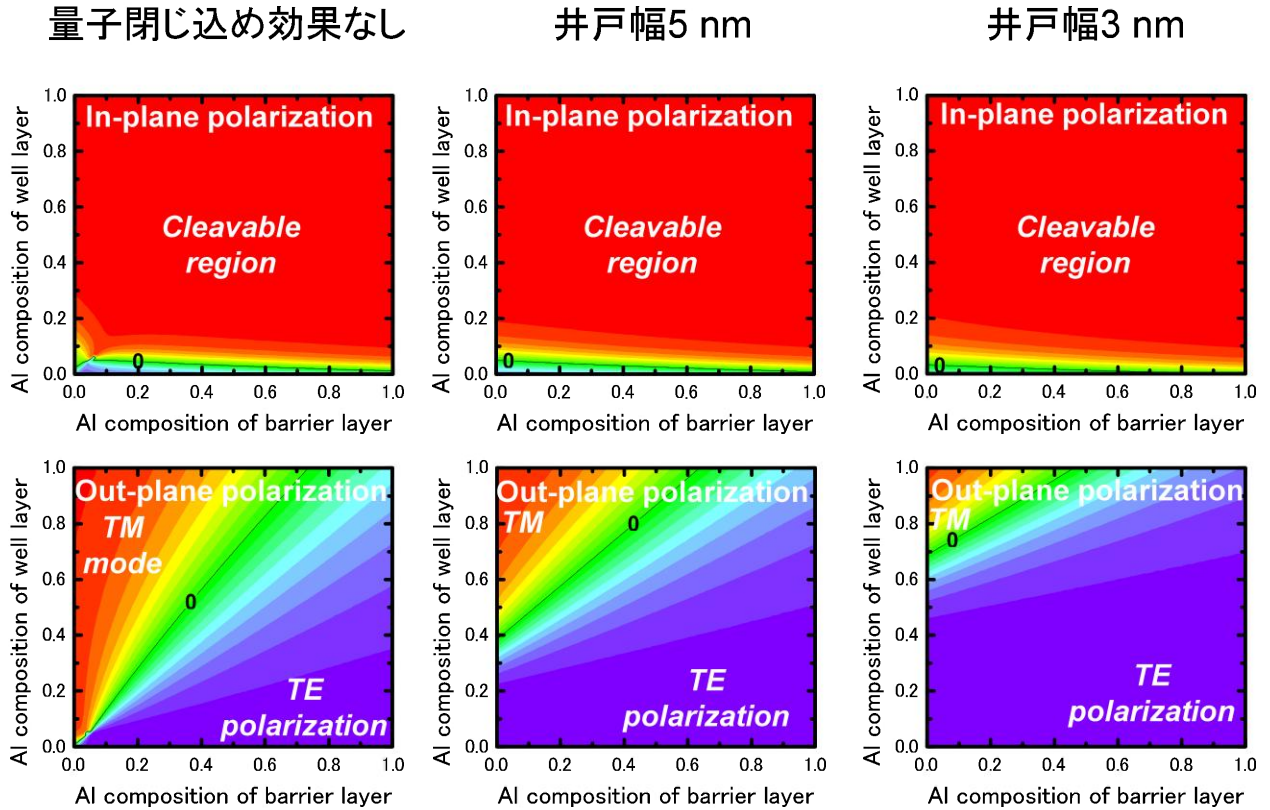 量子閉じ込め効果なし
井戸幅5 nm
井戸幅3 nm
Al composition of well layer
1.0
0.8
0.6
0.4
0.2
0.0
In-plane polarization
Cleavable
region
0
0.0
0.2
0.4
0.6
0.8
1.0
Al composition of barrier layer
Al composition of well layer
1.0
0.8
0.6
0.4
0.2
0.0
In-plane polarization
Cleavable
region
0
0.0
0.2
0.4
0.6
0.8
1.0
Al composition of barrier layer
Al composition of well layer
1.0
0.8
0.6
0.4
0.2
0.0
In-plane polarization
Cleavable
region
0
0.0
0.2
0.4
0.6
0.8
1.0
Al composition of barrier layer
Al composition of well layer
1.0
0.8
0.6
0.4
0.2
0.0
Out-plane polarization
TM
mode
0
TE
polarization
0.0
0.2
0.4
0.6
0.8
1.0
Al composition of barrier layer
Al composition of well layer
1.0
0.8
0.6
0.4
0.2
0.0
Out-plane polarization
TM
0
TE
polarization
0.0
0.2
0.4
0.6
0.8
1.0
Al composition of barrier layer
Al composition of well layer
1.0
0.8
0.6
0.4
0.2
0.0
Out-plane polarization
TM
0
TE
polarization
0.0
0.2
0.4
0.6
0.8
1.0
Al composition of barrier layer